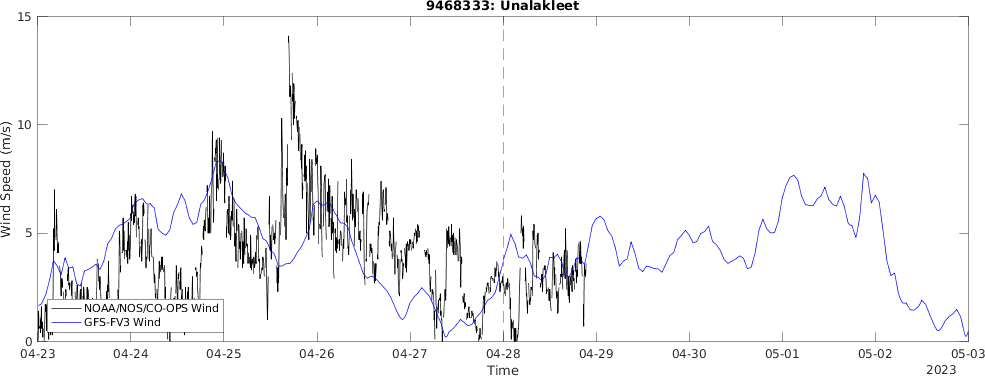 9468333: Unalakleet
15
10
5
0
Wind Speed (m/s)
NOAA/NOS/CO-OPS Wind
GFS-FV3 Wind
04-23 04-24 04-25 04-26 04-27 04-28 04-29 04-30 05-01 05-02 05-03
Time
2023